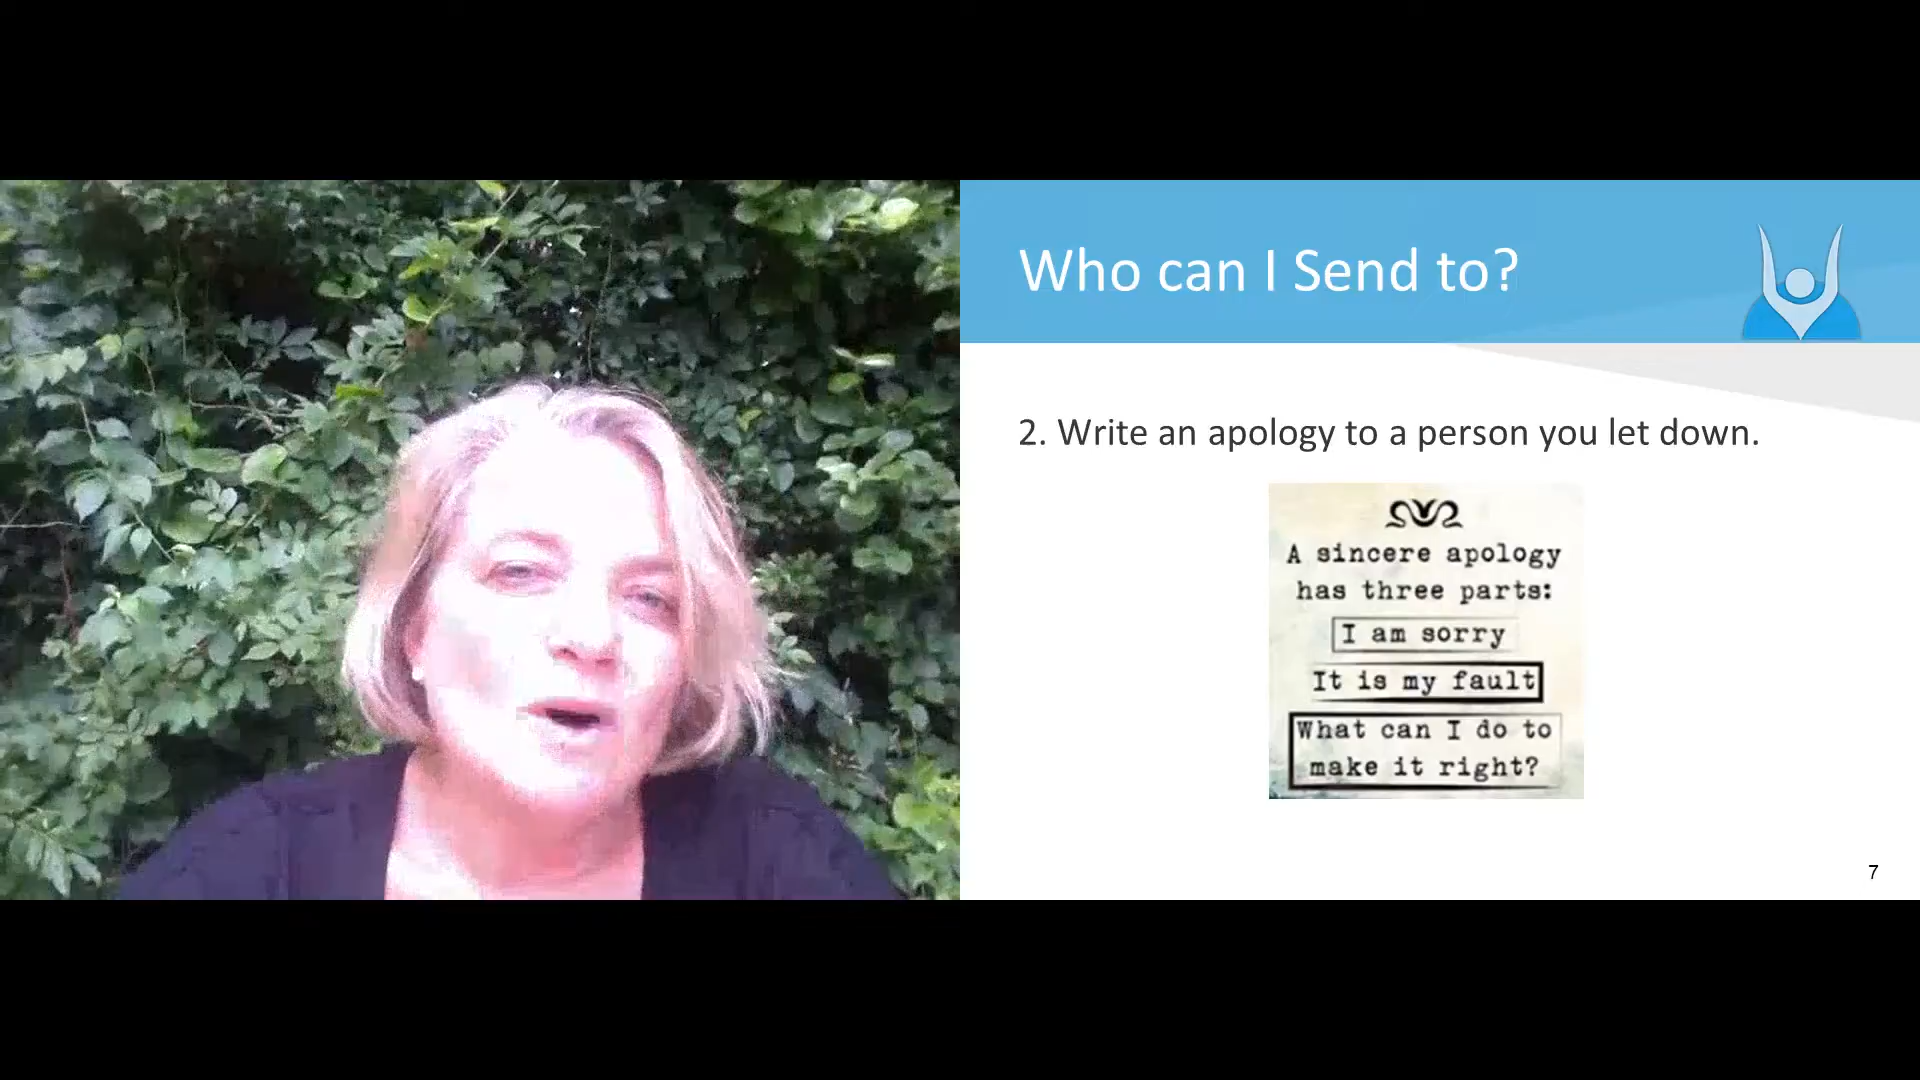 Who can I Send to?
2. Write an apology to a person you let down.
A sincere apology
has three parts:
I am sorry
It is my fault
What can I do to
make it right?
7